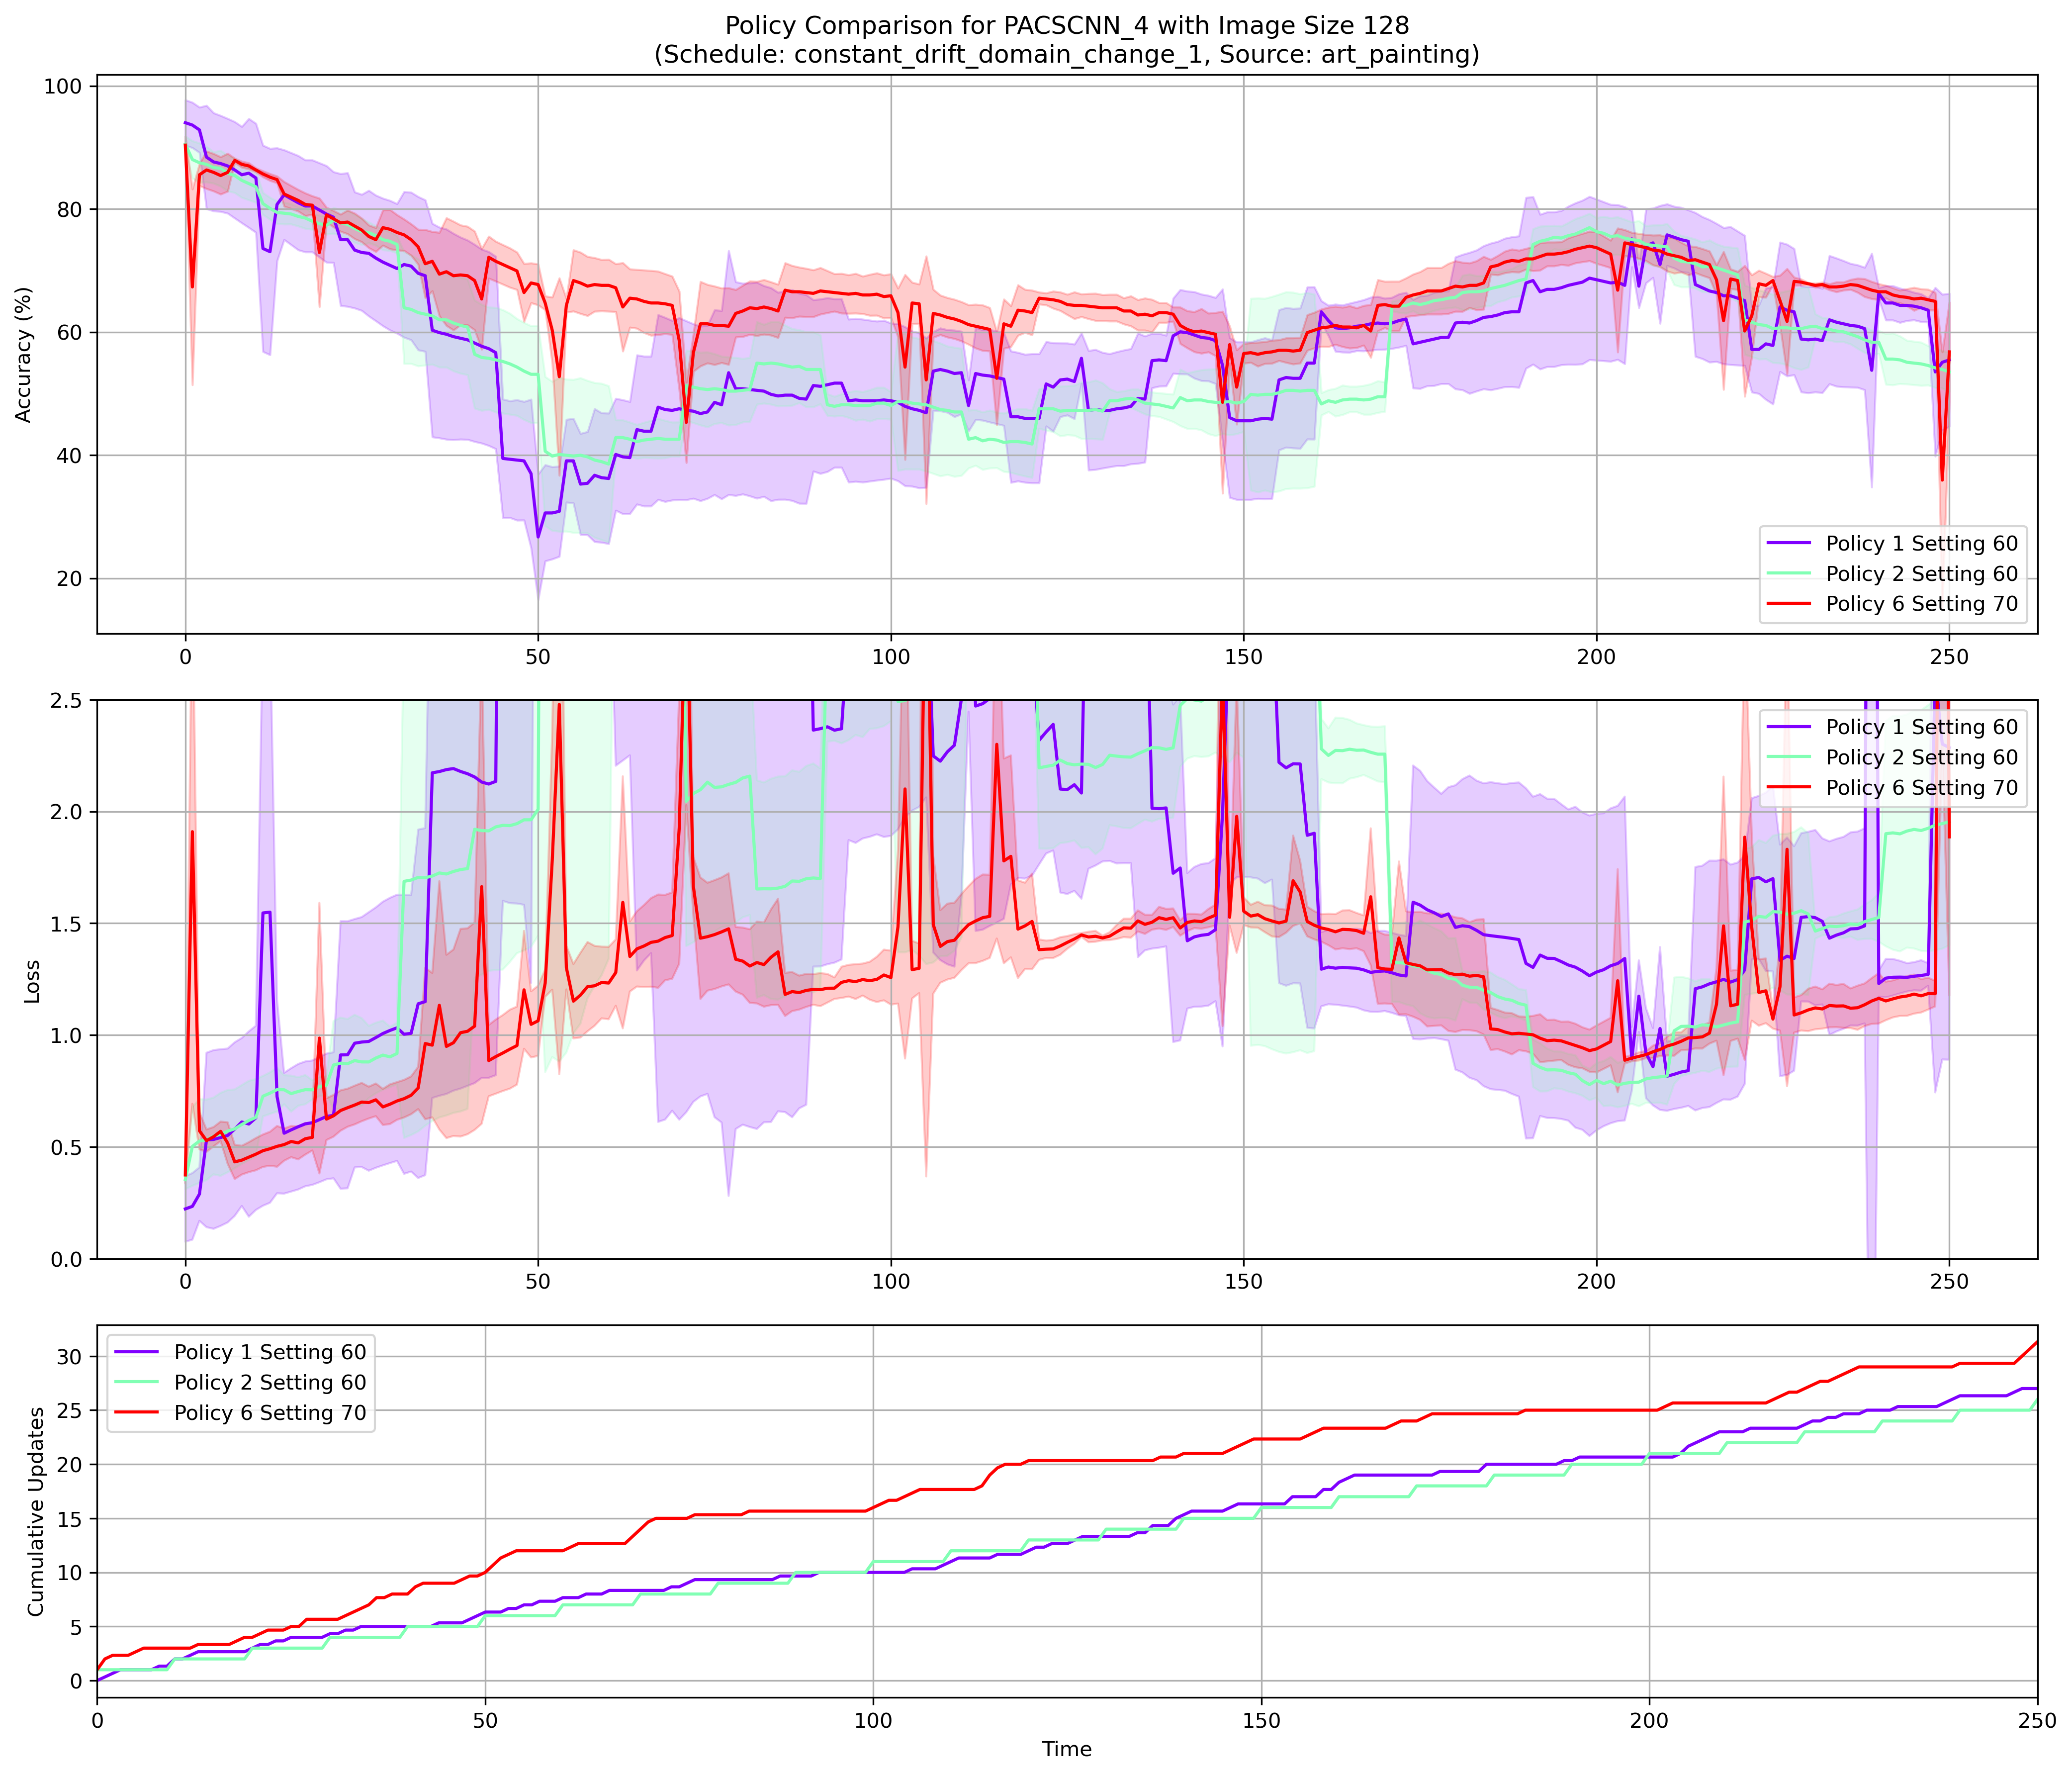 Policy Comparison for PACSCNN_4 with Image Size 128
(Schedule: constant_drift_domain_change_1, Source: art_painting)
Accuracy (%)
100
80
60
40
20
0 50 100 150 200 250
Policy 1 Setting 60
Policy 2 Setting 60
Policy 6 Setting 70
Loss
2.5
2.0
1.5
1.0
0.5
0.0
0 50 100 150 200 250
Policy 1 Setting 60
Policy 2 Setting 60
Policy 6 Setting 70
Cumulative Updates
30
25
20
15
10
5
0
0 50 100 150 200 250
Policy 1 Setting 60
Policy 2 Setting 60
Policy 6 Setting 70
Time